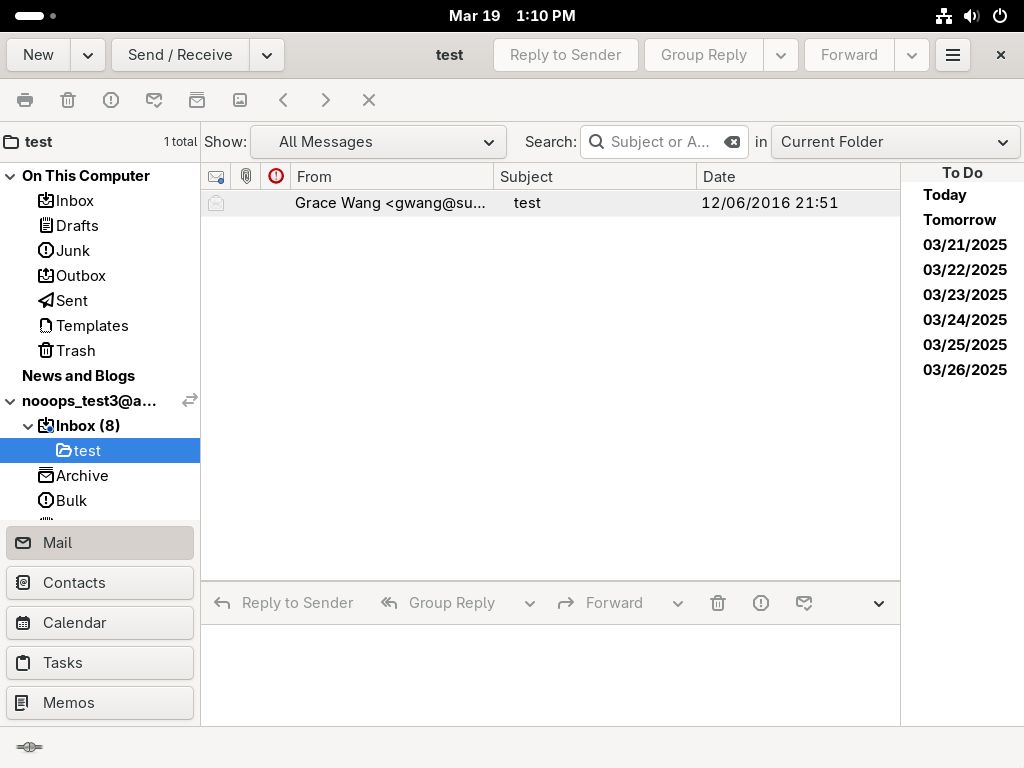 Mar 19 1:10 PM
New Send / Receive test Reply to Sender Group Reply Forward
test 1 total Show: All Messages Search: Subject or A... in Current Folder
On This Computer
Inbox
Drafts
Junk
Outbox
Sent
Templates
Trash
News and Blogs
nooops_test3@a...
Inbox (8)
test
Archive
Bulk
Mail
Contacts
Calendar
Tasks
Memos
From Subject Date
Grace Wang <gwang@su... test 12/06/2016 21:51
Reply to Sender Group Reply Forward
To Do
Today
Tomorrow
03/21/2025
03/22/2025
03/23/2025
03/24/2025
03/25/2025
03/26/2025